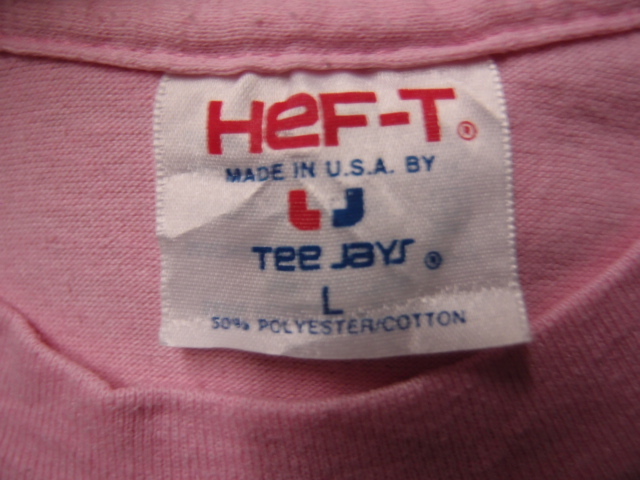 HeF-T®
MADE IN U.S.A. BY
Tee Jays ®
L
50% POLYESTER/COTTON